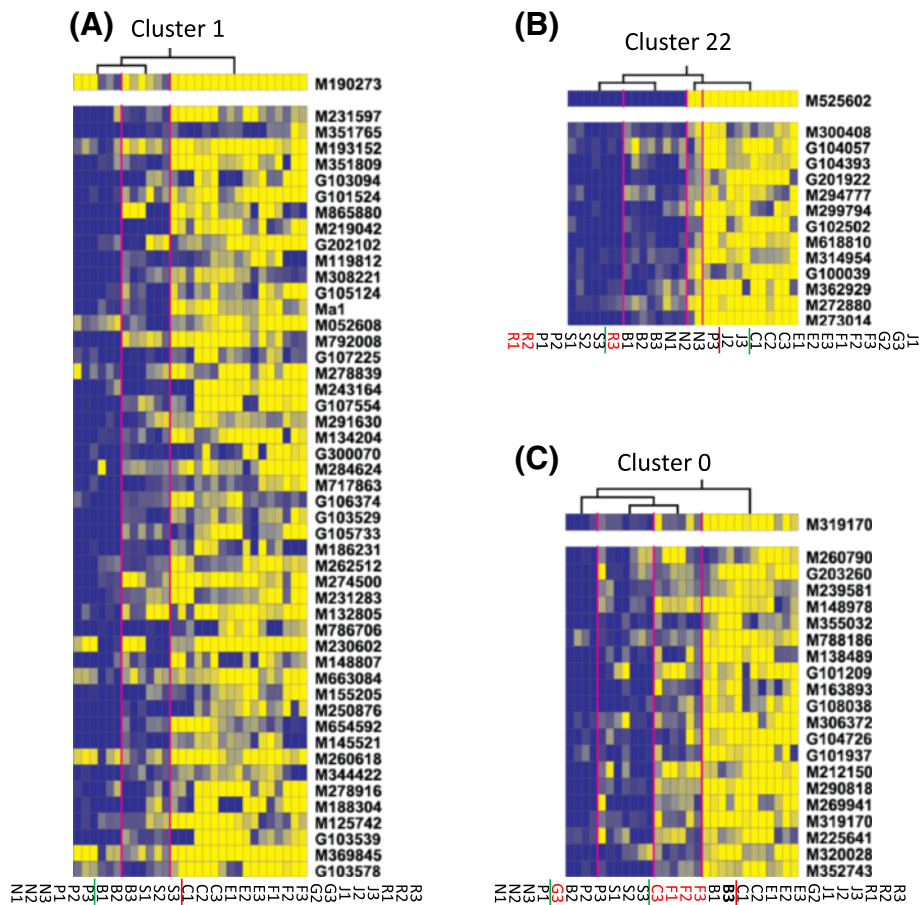 (A)
Cluster 1
M190273
M231597
M351765
M193152
M351809
G103094
G101524
M865880
M219042
G202102
M119812
M308221
G105124
Ma1
M052608
M792008
G107225
M278839
M243164
G107554
M291630
M134204
G300070
M284624
M717863
G106374
G103529
G105733
M186231
M262512
M274500
M231283
M132805
M786706
M230602
M148807
M663084
M155205
M250876
M654592
M145521
M260618
M344422
M278916
M188304
M125742
G103539
M369845
G103578
N1 N2 N3 P1 P2 P3 B1 B2 B3 S1 S2 S3 C1 C2 C3 E1 E2 E3 F1 F2 F3 G2 G3 J1 J2 J3 R1 R2 R3
(B)
Cluster 22
M525602
M300408
G104057
G104393
G201922
M294777
M299794
G102502
M618810
M314954
G100039
M362929
M272880
M273014
R1 R2 P1 P2 S1 S2 S3 R3 B1 B2 B3 N1 N2 N3 P3 J2 J3 C1 C2 C3 E1 E2 E3 F1 F2 F3 G2 G3 J1
(C)
Cluster 0
M319170
M260790
G203260
M239581
M148978
M355032
M788186
M138489
G101209
M163893
G108038
M306372
G104726
G101937
M212150
M290818
M269941
M319170
M225641
M320028
M352743
N1 N2 N3 P1 G3 B2 P2 P3 S1 S2 S3 C3 F1 F2 F3 B1 B3 C1 C2 E1 E2 E3 G2 J1 J2 J3 R1 R2 R3